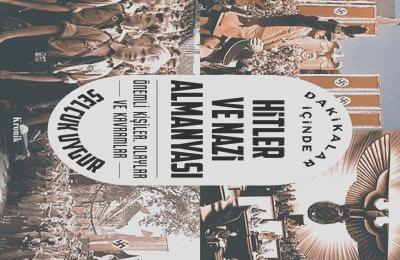 DAKİKALAR
İÇİNDE
HİTLER
VE NAZİ
ALMANYASI
ÖNEMLİ KİŞİLER, OLAYLAR
VE KAVRAMLAR
SELÇUK UYGUR
Kronik